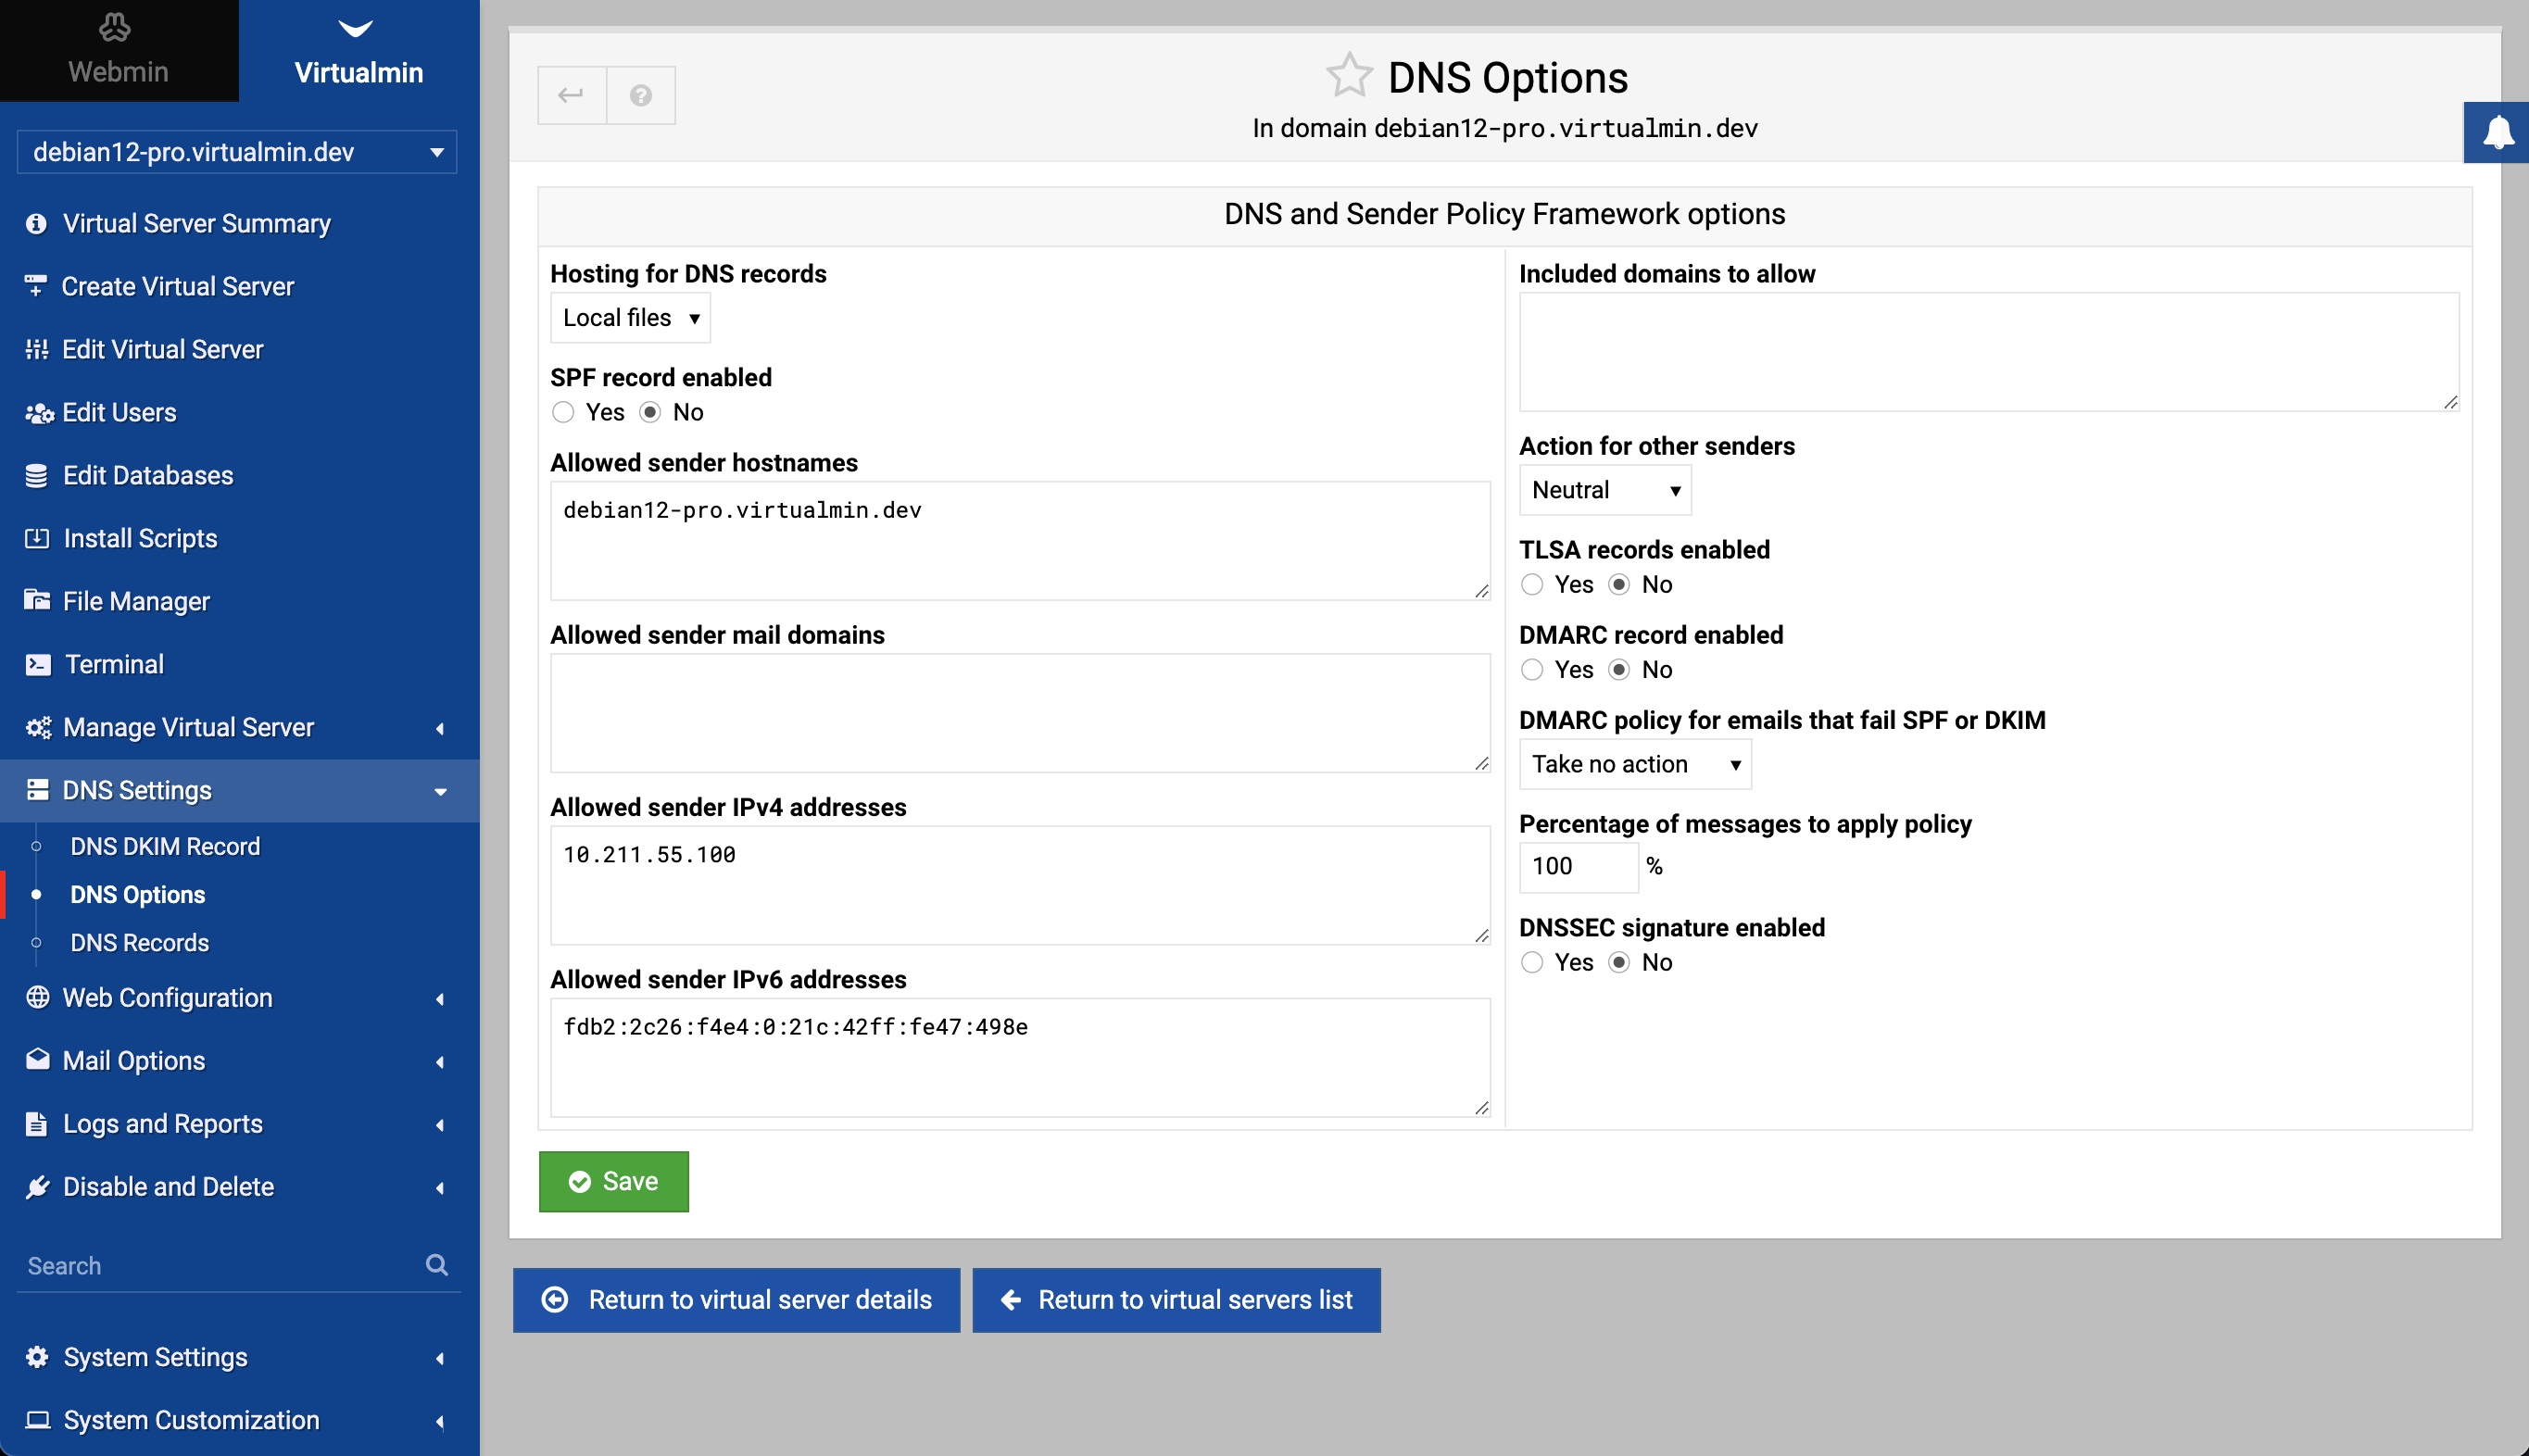 Webmin
Virtualmin
debian12-pro.virtualmin.dev
Virtual Server Summary
Create Virtual Server
Edit Virtual Server
Edit Users
Edit Databases
Install Scripts
File Manager
Terminal
Manage Virtual Server
DNS Settings
DNS DKIM Record
DNS Options
DNS Records
Web Configuration
Mail Options
Logs and Reports
Disable and Delete
Search
System Settings
System Customization
DNS Options
In domain debian12-pro.virtualmin.dev
DNS and Sender Policy Framework options
Hosting for DNS records
Local files
SPF record enabled
Yes No
Allowed sender hostnames
debian12-pro.virtualmin.dev
Allowed sender mail domains
Allowed sender IPv4 addresses
10.211.55.100
Allowed sender IPv6 addresses
fdb2:2c26:f4e4:0:21c:42ff:fe47:498e
Included domains to allow
Action for other senders
Neutral
TLSA records enabled
Yes No
DMARC record enabled
Yes No
DMARC policy for emails that fail SPF or DKIM
Take no action
Percentage of messages to apply policy
100 %
DNSSEC signature enabled
Yes No
Save
Return to virtual server details
Return to virtual servers list